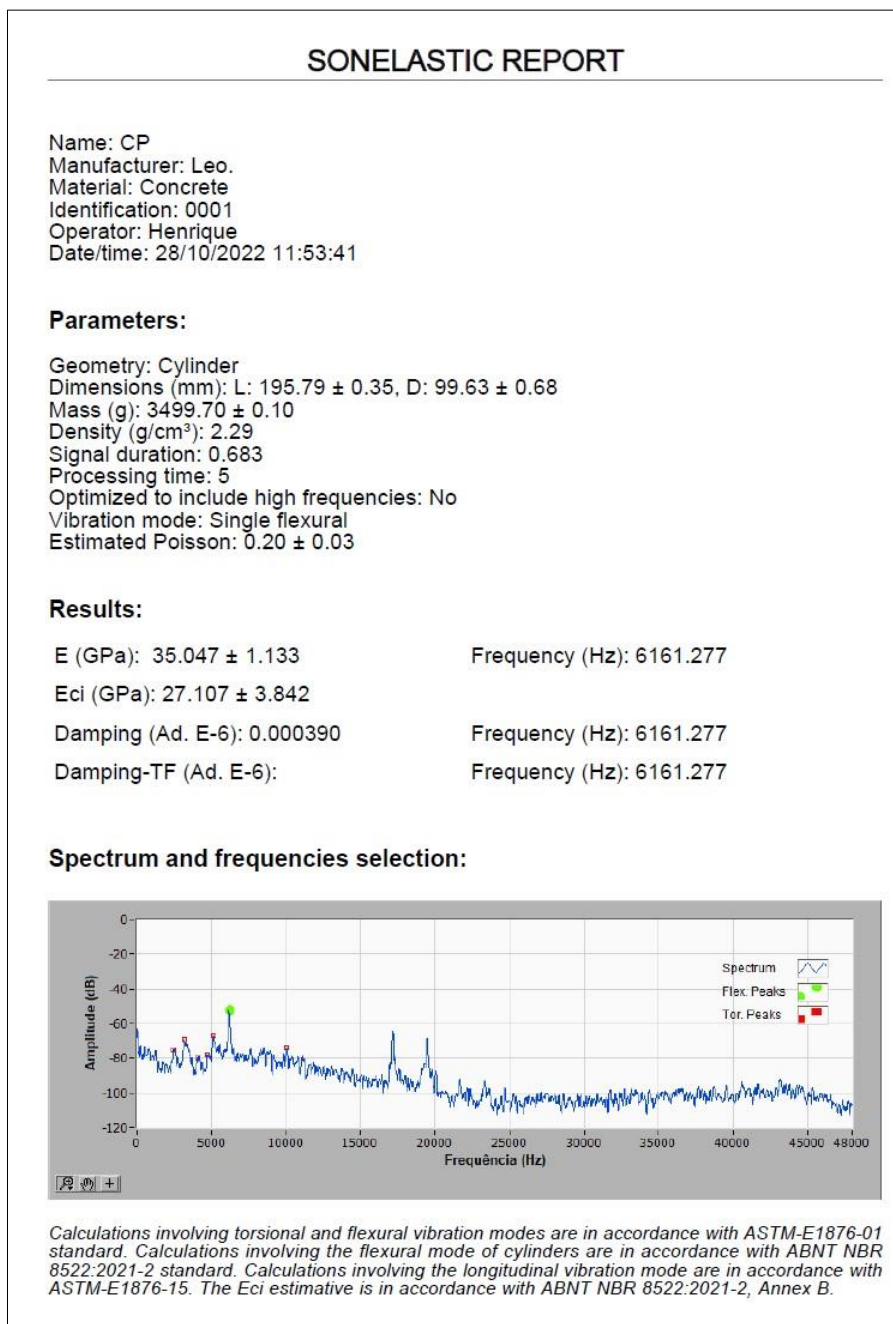 SONELASTIC REPORT
Name: CP
Manufacturer: Leo.
Material: Concrete
Identification: 0001
Operator: Henrique
Date/time: 28/10/2022 11:53:41
Parameters:
Geometry: Cylinder
Dimensions (mm): L: 195.79 ± 0.35, D: 99.63 ± 0.68
Mass (g): 3499.70 ± 0.10
Density (g/cm³): 2.29
Signal duration: 0.683
Processing time: 5
Optimized to include high frequencies: No
Vibration mode: Single flexural
Estimated Poisson: 0.20 ± 0.03
Results:
E (GPa): 35.047 ± 1.133 Frequency (Hz): 6161.277
Eci (GPa): 27.107 ± 3.842
Damping (Ad. E-6): 0.000390 Frequency (Hz): 6161.277
Damping-TF (Ad. E-6): Frequency (Hz): 6161.277
Spectrum and frequencies selection:
Amplitude (dB)
0
-20
-40
-60
-80
-100
-120
Spectrum
Flex. Peaks
Tor. Peaks
0 5000 10000 15000 20000 25000 30000 35000 40000 45000 48000
Frequência (Hz)
Calculations involving torsional and flexural vibration modes are in accordance with ASTM-E1876-01
standard. Calculations involving the flexural mode of cylinders are in accordance with ABNT NBR
8522:2021-2 standard. Calculations involving the longitudinal vibration mode are in accordance with
ASTM-E1876-15. The Eci estimative is in accordance with ABNT NBR 8522:2021-2, Annex B.